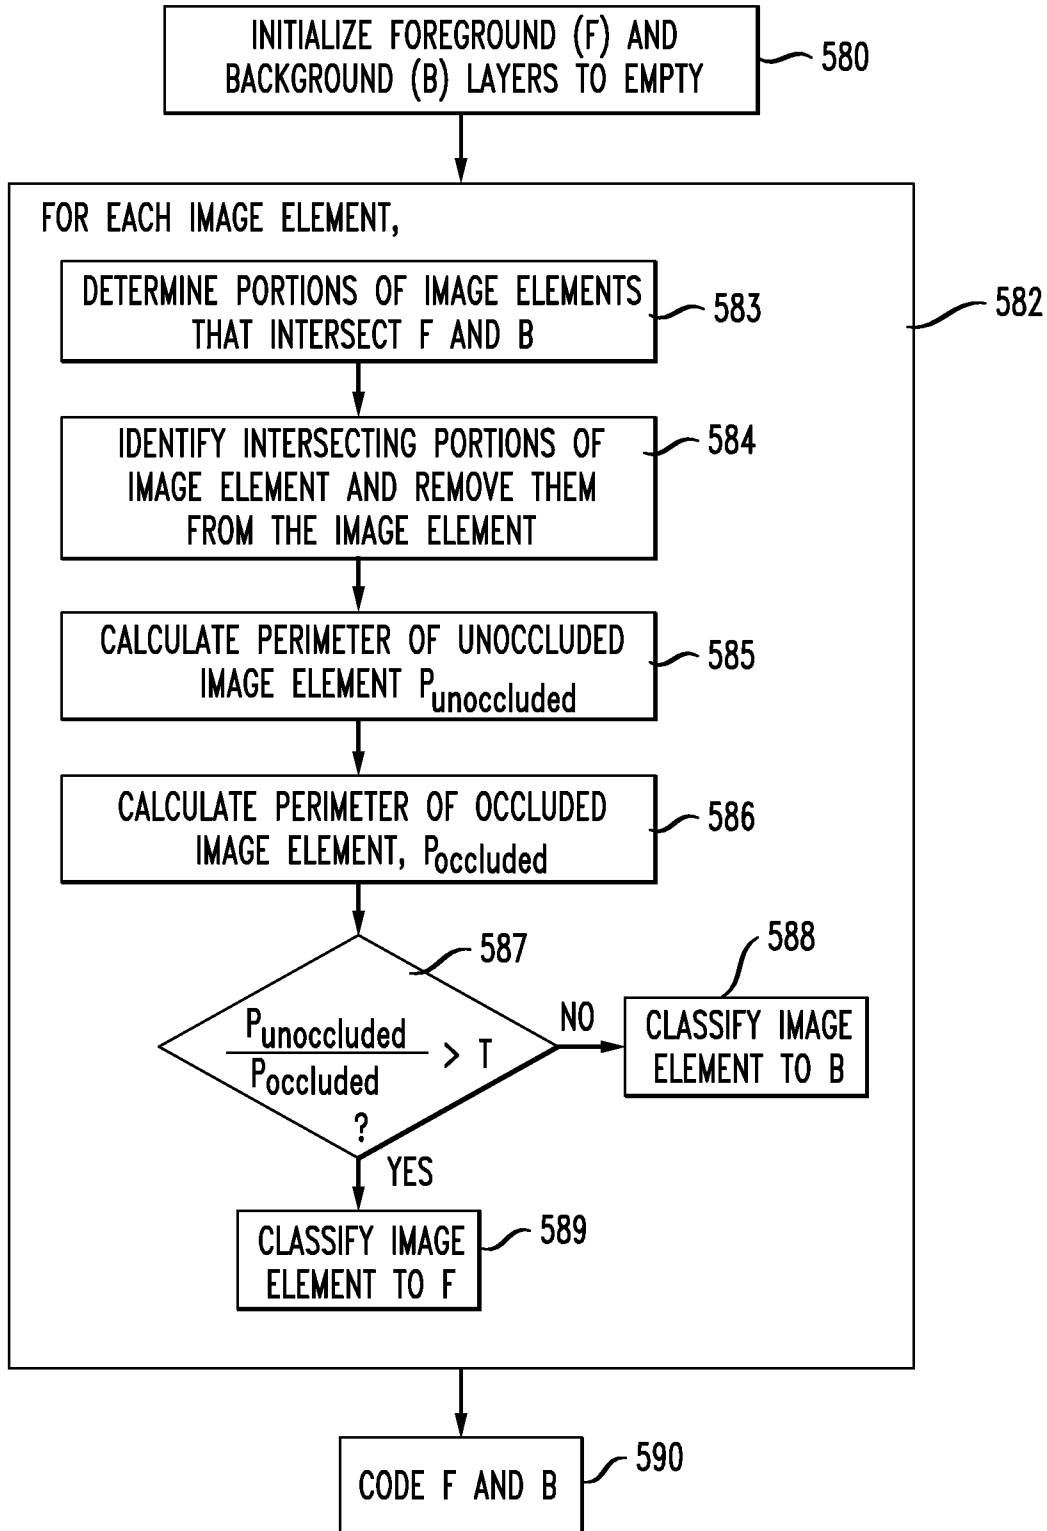 INITIALIZE FOREGROUND (F) AND
BACKGROUND (B) LAYERS TO EMPTY
580
FOR EACH IMAGE ELEMENT,
582
DETERMINE PORTIONS OF IMAGE ELEMENTS
THAT INTERSECT F AND B
583
IDENTIFY INTERSECTING PORTIONS OF
IMAGE ELEMENT AND REMOVE THEM
FROM THE IMAGE ELEMENT
584
CALCULATE PERIMETER OF UNOCCLUDED
IMAGE ELEMENT Punoccluded
585
CALCULATE PERIMETER OF OCCLUDED
IMAGE ELEMENT, Poccluded
586
587
Punoccluded
Poccluded
> T
?
NO
588
CLASSIFY IMAGE
ELEMENT TO B
YES
CLASSIFY IMAGE
ELEMENT TO F
589
CODE F AND B
590